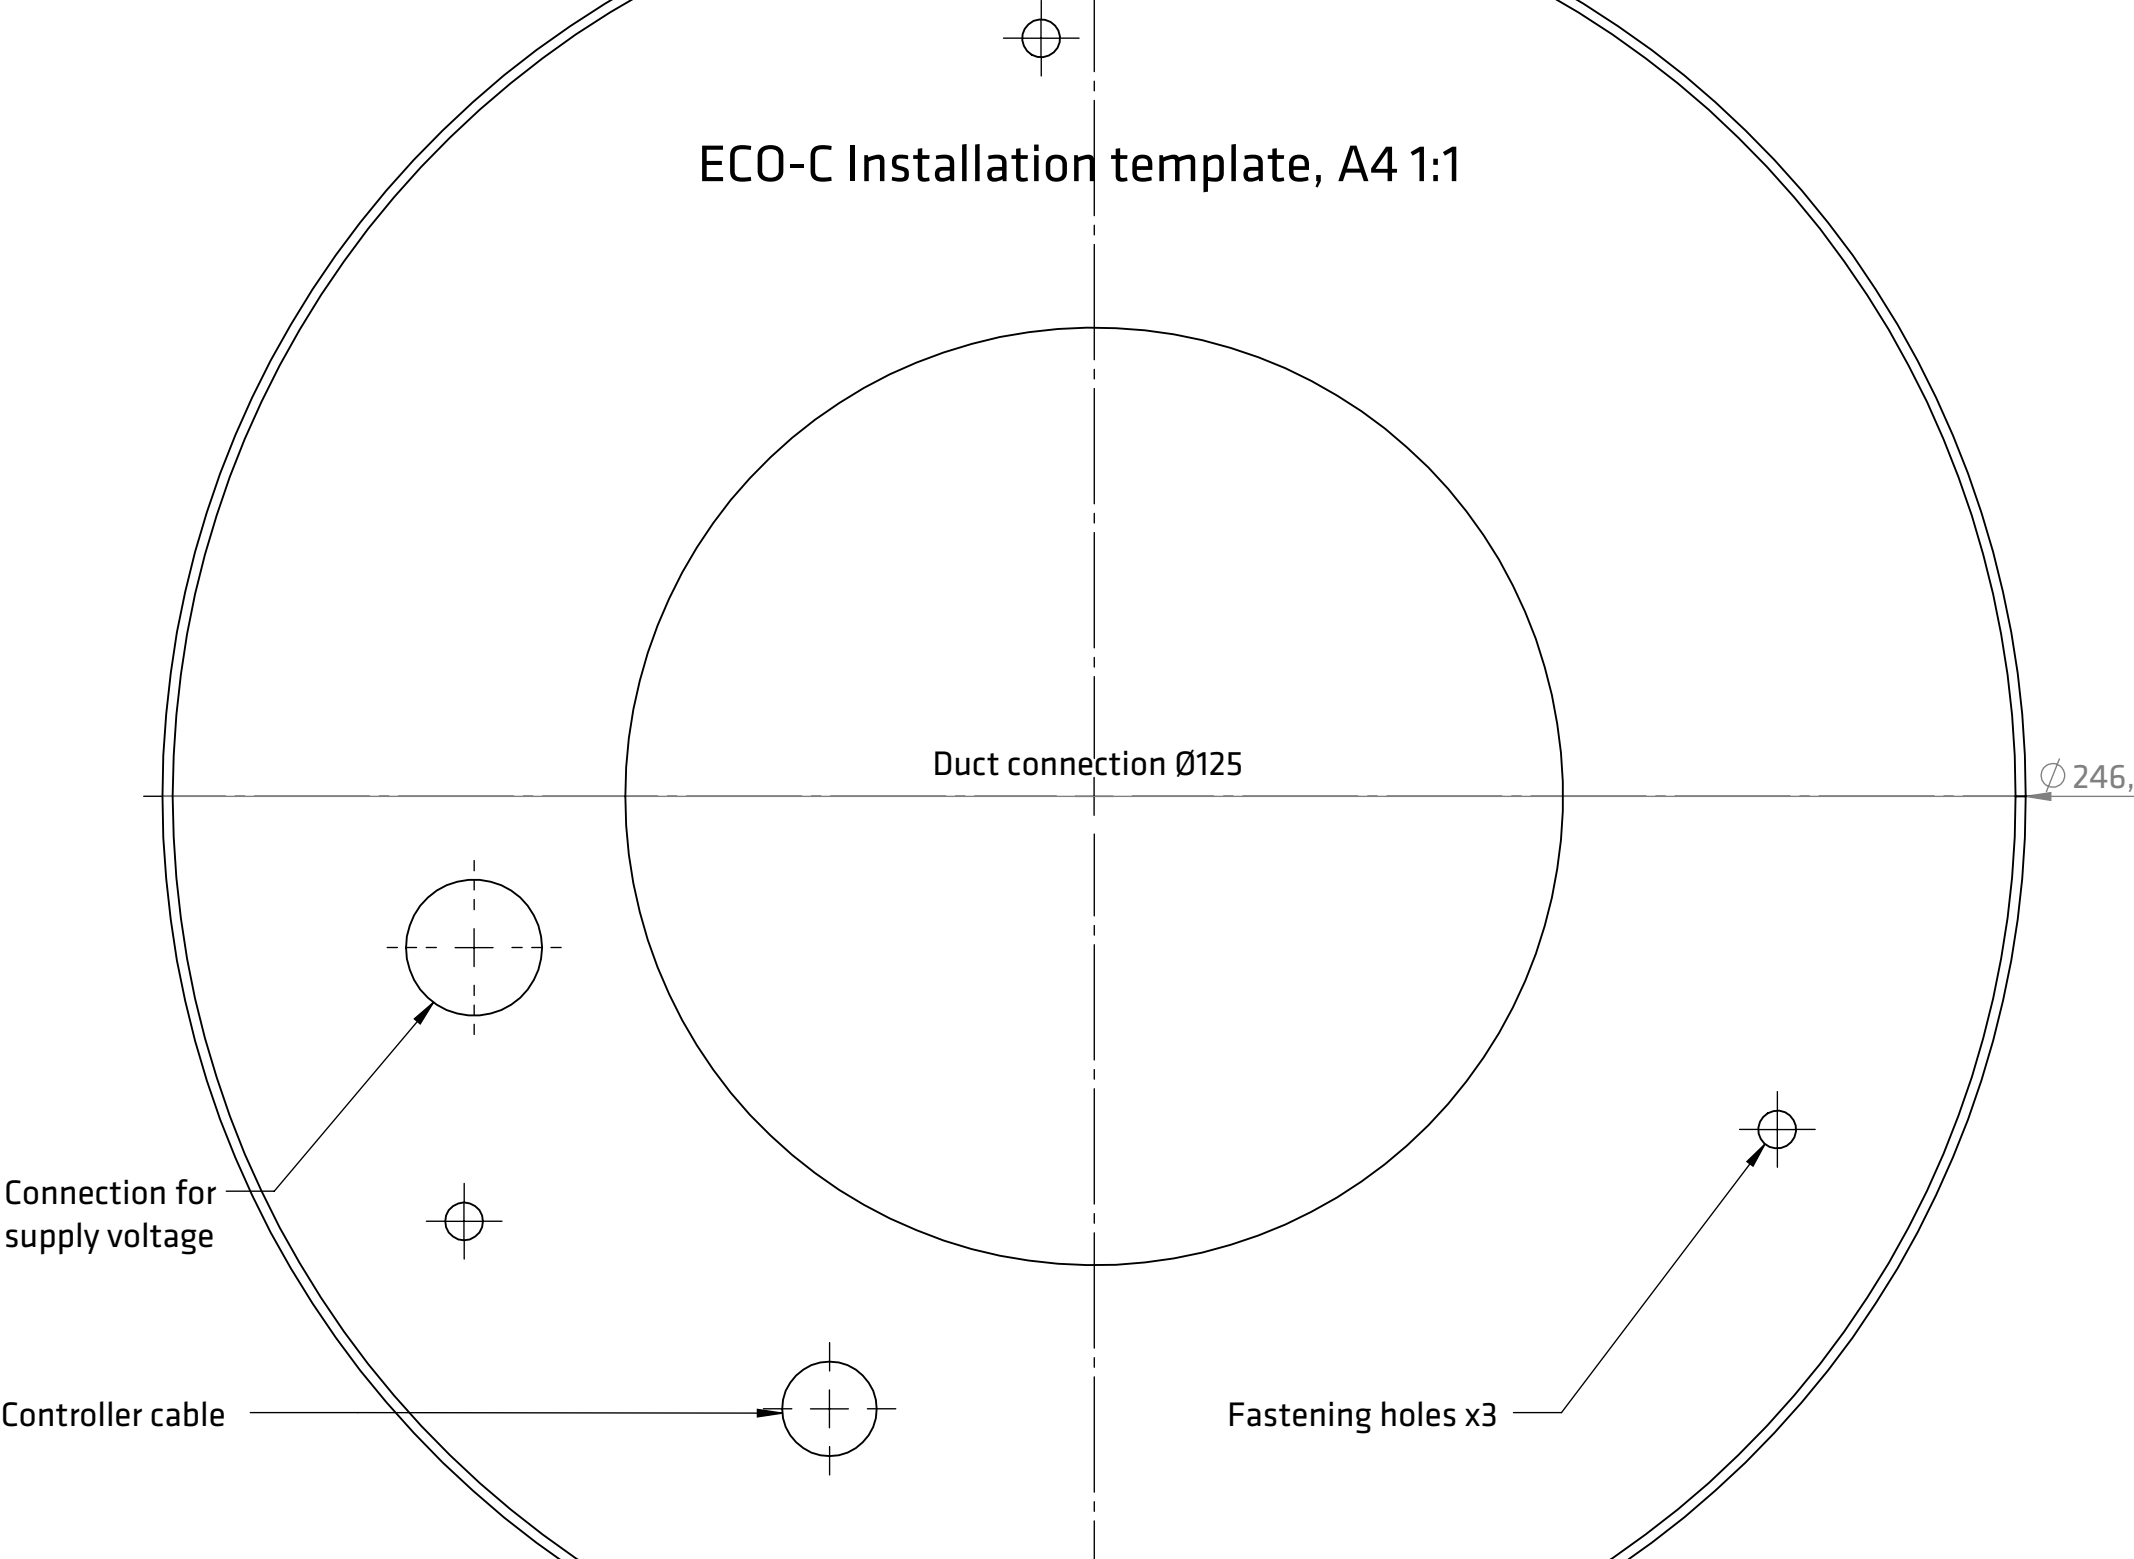 ECO-C Installation template, A4 1:1
Duct connection Ø125
Ø 246,
Connection for
supply voltage
Controller cable
Fastening holes x3